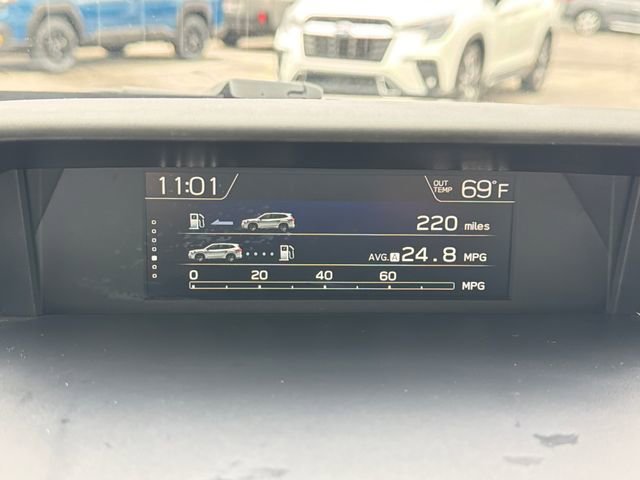 11:01 OUT TEMP 69°F
220 miles
AVG. A 24.8 MPG
0 20 40 60
MPG